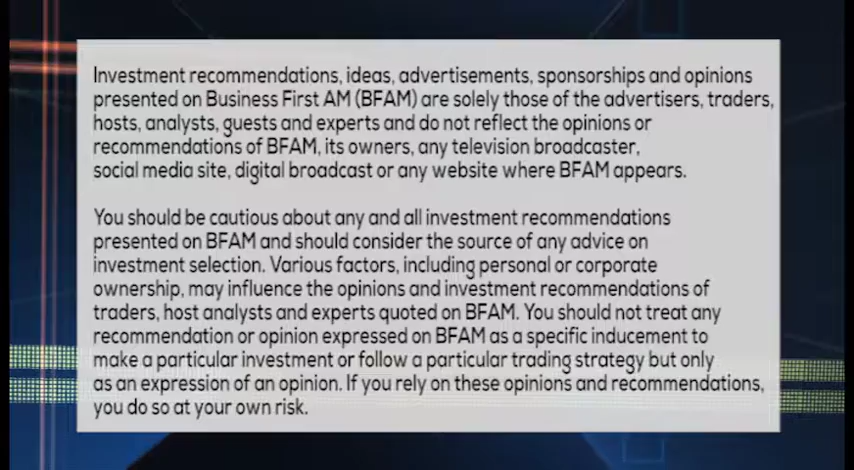 Investment recommendations, ideas, advertisements, sponsorships and opinions
presented on Business First AM (BFAM) are solely those of the advertisers, traders,
hosts, analysts, guests and experts and do not reflect the opinions or
recommendations of BFAM, its owners, any television broadcaster,
social media site, digital broadcast or any website where BFAM appears.
You should be cautious about any and all investment recommendations
presented on BFAM and should consider the source of any advice on
investment selection. Various factors, including personal or corporate
ownership, may influence the opinions and investment recommendations of
traders, host analysts and experts quoted on BFAM. You should not treat any
recommendation or opinion expressed on BFAM as a specific inducement to
make a particular investment or follow a particular trading strategy but only
as an expression of an opinion. If you rely on these opinions and recommendations,
you do so at your own risk.